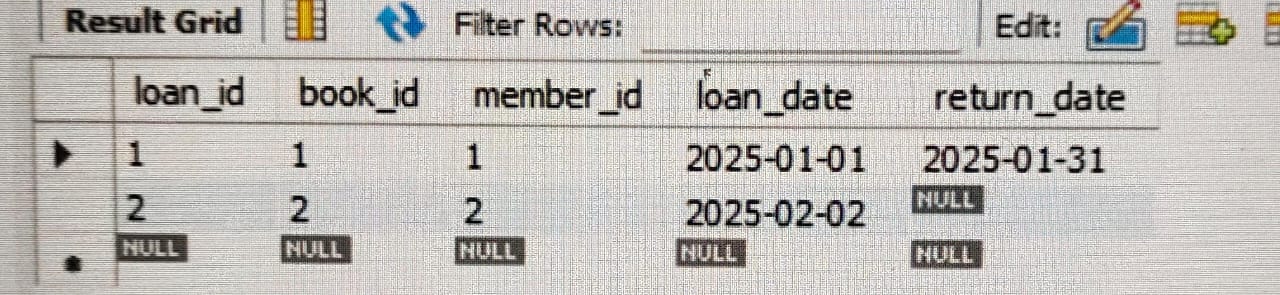 Result Grid Filter Rows: Edit:
loan_id book_id member_id loan_date return_date
1 1 1 2025-01-01 2025-01-31
2 2 2 2025-02-02 NULL
NULL NULL NULL NULL NULL